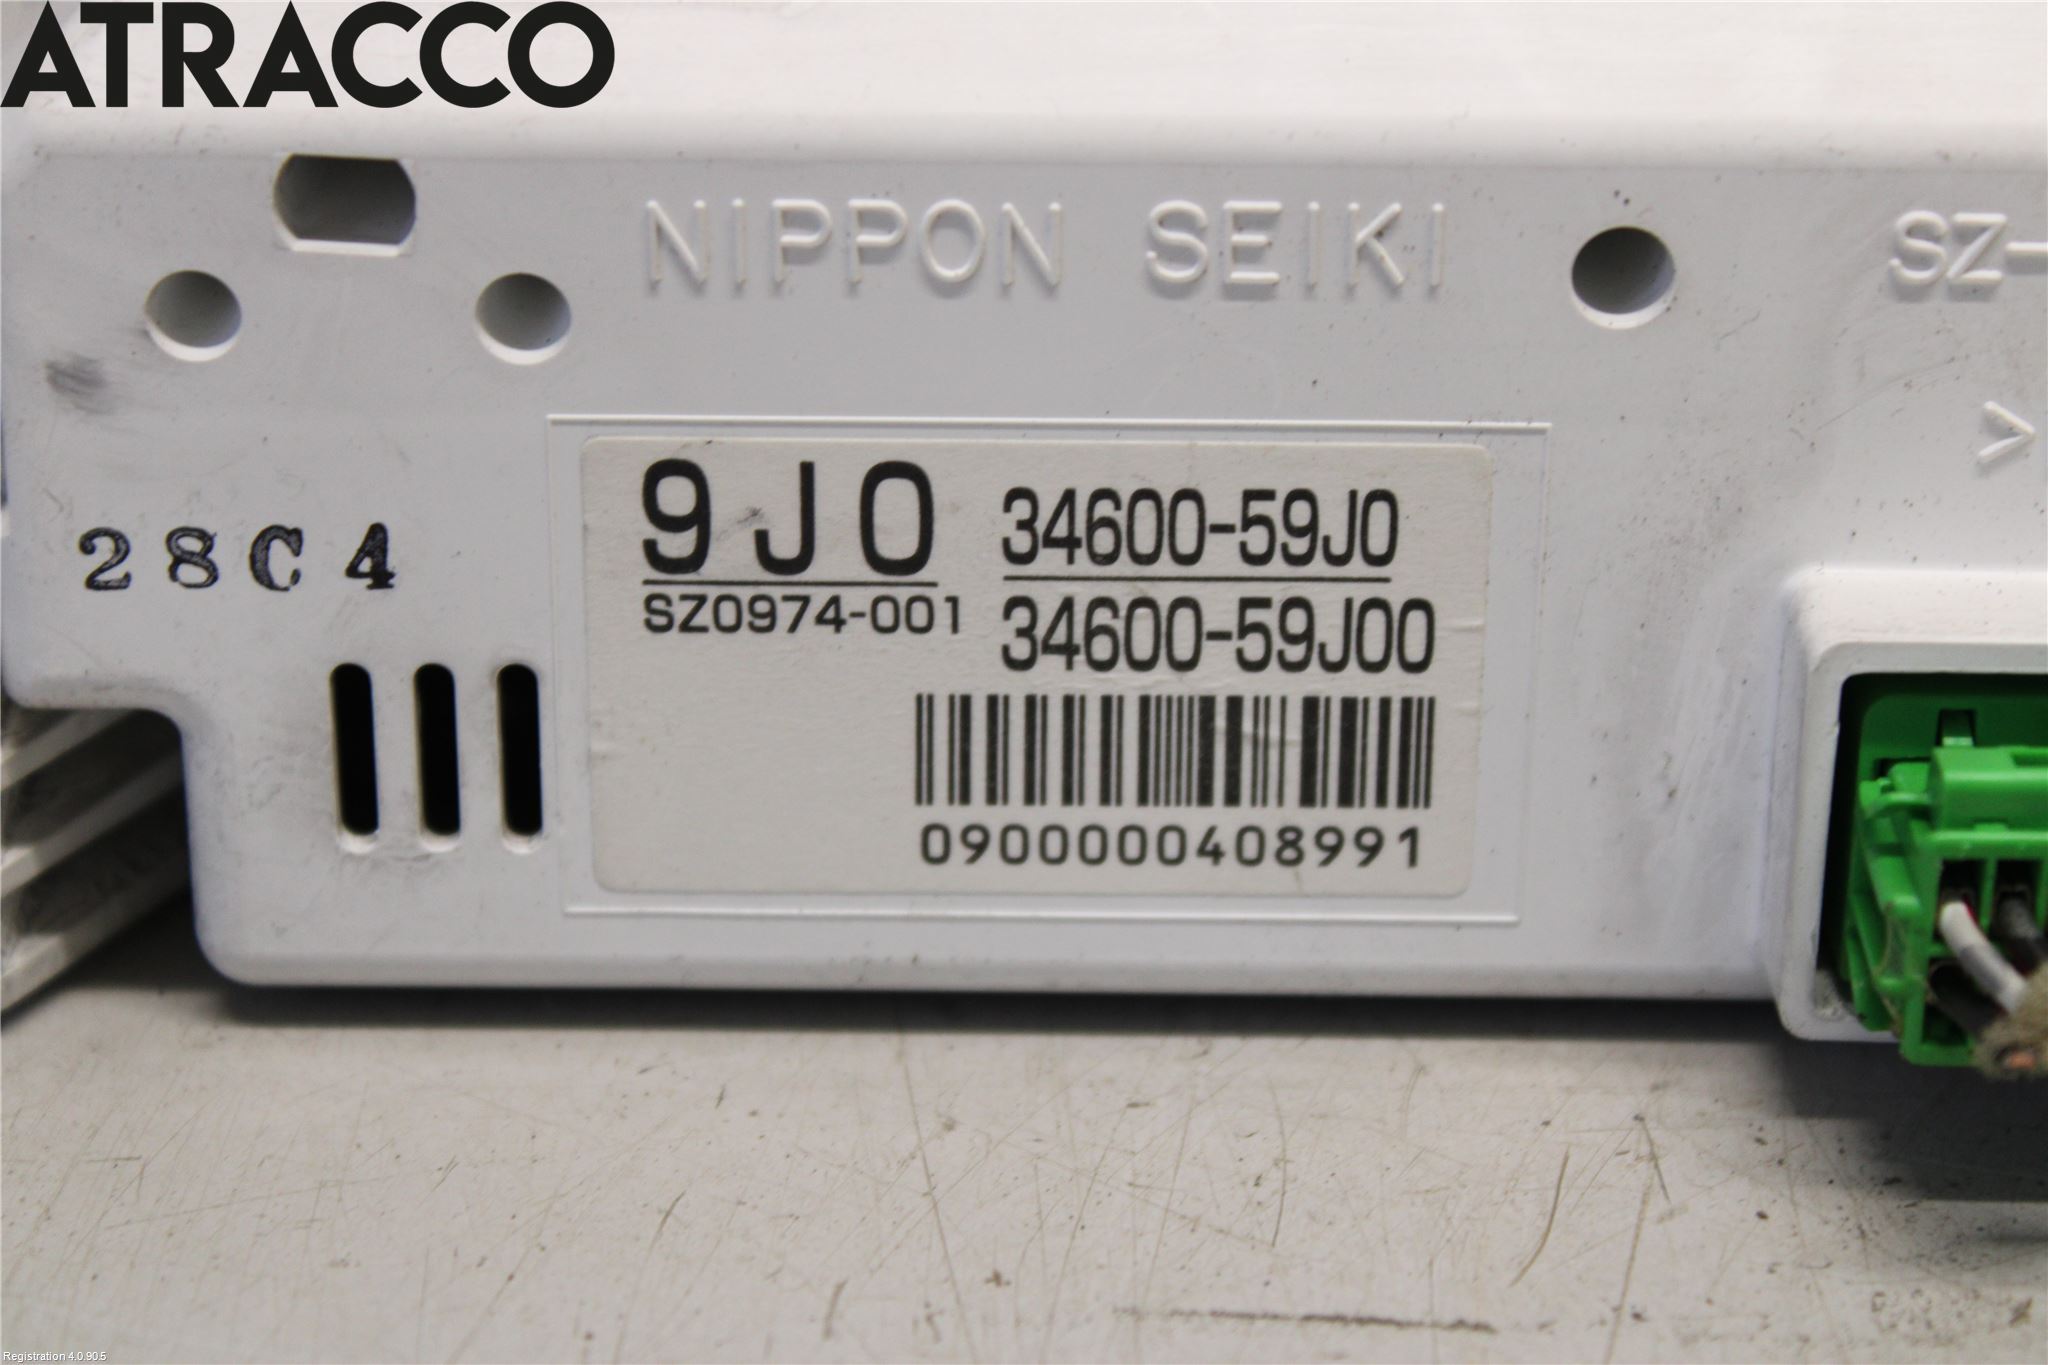 ATRACCO
NIPPON SEIKI
SZ-
>
28C4
9J0 34600-59J0
SZ0974-001 34600-59J00
0900000408991
Registration 4.0.90.5